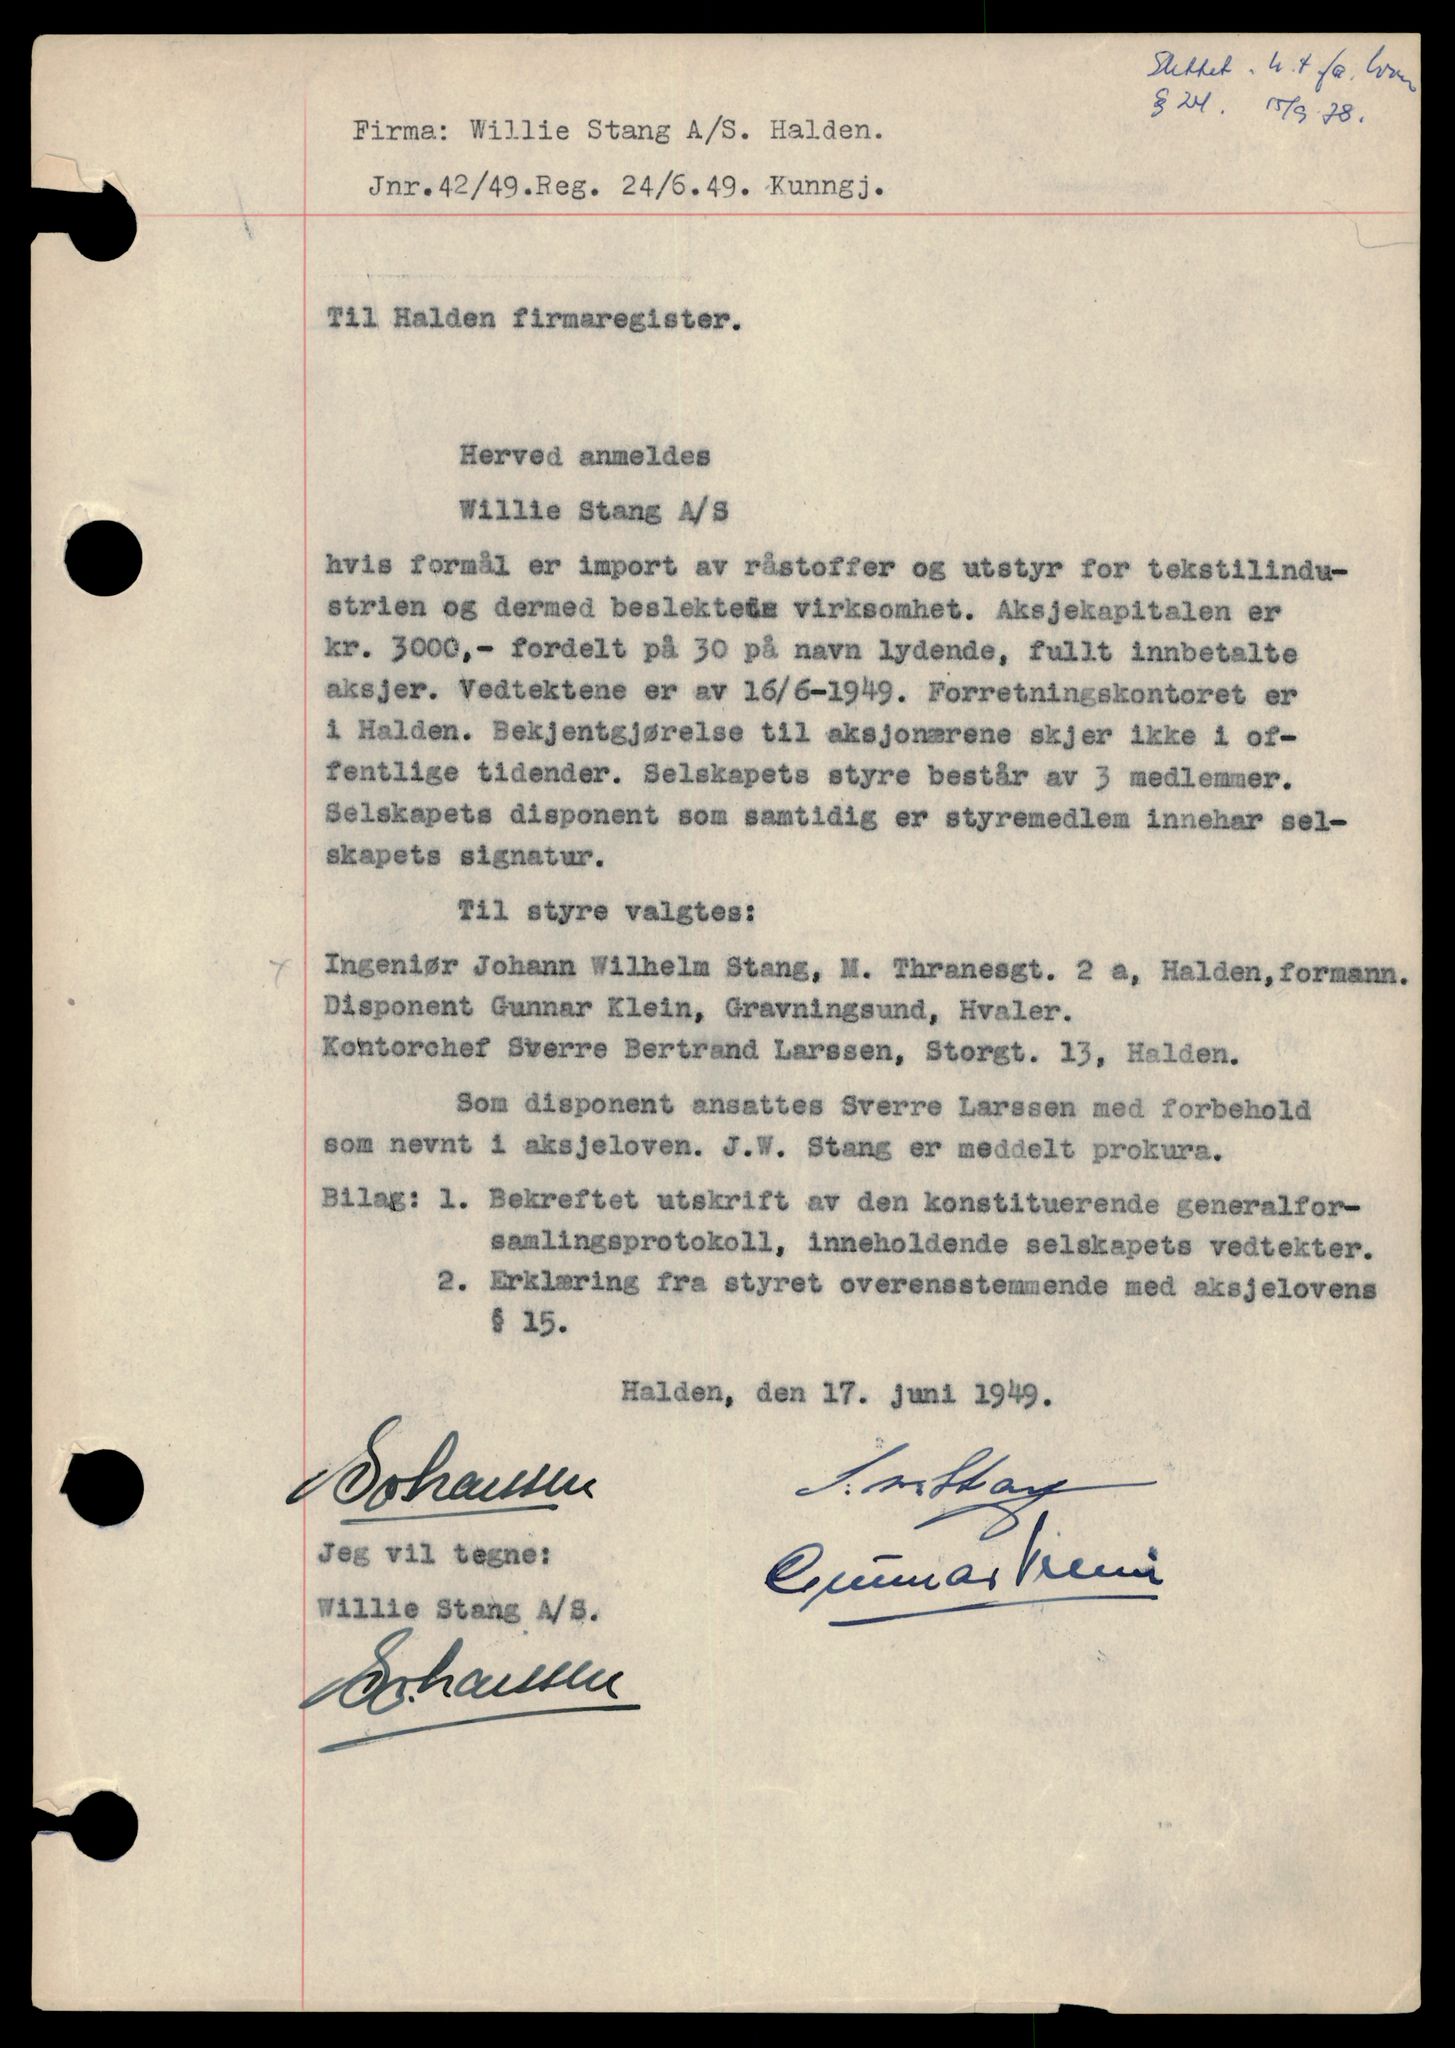 Slettet. h.t. fa. loven
§ 24. 15/9 78.
Firma: Willie Stang A/S. Halden.
Jnr.42/49.Reg. 24/6.49. Kunngj.
Til Halden firmaregister.
Herved anmeldes
Willie Stang A/S
hvis formål er import av råstoffer og utstyr for tekstilindu-
strien og dermed beslektete virksomhet. Aksjekapitalen er
kr. 3000,- fordelt på 30 på navn lydende, fullt innbetalte
aksjer. Vedtektene er av 16/6-1949. Forretningskontoret er
i Halden. Bekjentgjørelse til aksjonærene skjer ikke i of-
fentlige tidender. Selskapets styre består av 3 medlemmer.
Selskapets disponent som samtidig er styremedlem innehar sel-
skapets signatur.
Til styre valgtes:
Ingeniør Johann Wilhelm Stang, M. Thranesgt. 2 a, Halden,formann.
Disponent Gunnar Klein, Gravningsund, Hvaler.
Kontorchef Sverre Bertrand Larssen, Storgt. 13, Halden.
Som disponent ansattes Sverre Larssen med forbehold
som nevnt i aksjeloven. J.W. Stang er meddelt prokura.
Bilag: 1. Bekreftet utskrift av den konstituerende generalfor-
samlingsprotokoll, inneholdende selskapets vedtekter.
2. Erklæring fra styret overensstemmende med aksjelovens
§ 15.
Halden, den 17. juni 1949.
J. W. Stang
Jeg vil tegne:
Gunnar Klein
Willie Stang A/S.